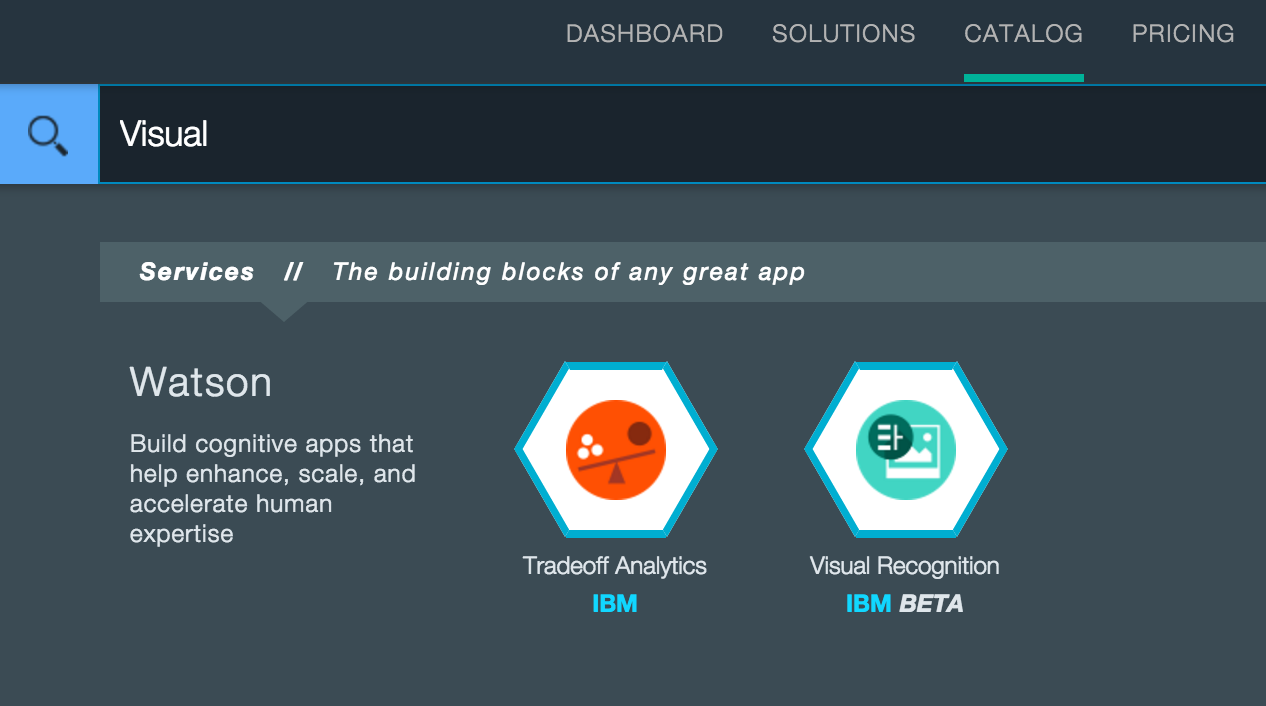 DASHBOARD SOLUTIONS CATALOG PRICING
Visual
Services // The building blocks of any great app
Watson
Build cognitive apps that
help enhance, scale, and
accelerate human
expertise
Tradeoff Analytics
IBM
Visual Recognition
IBM BETA